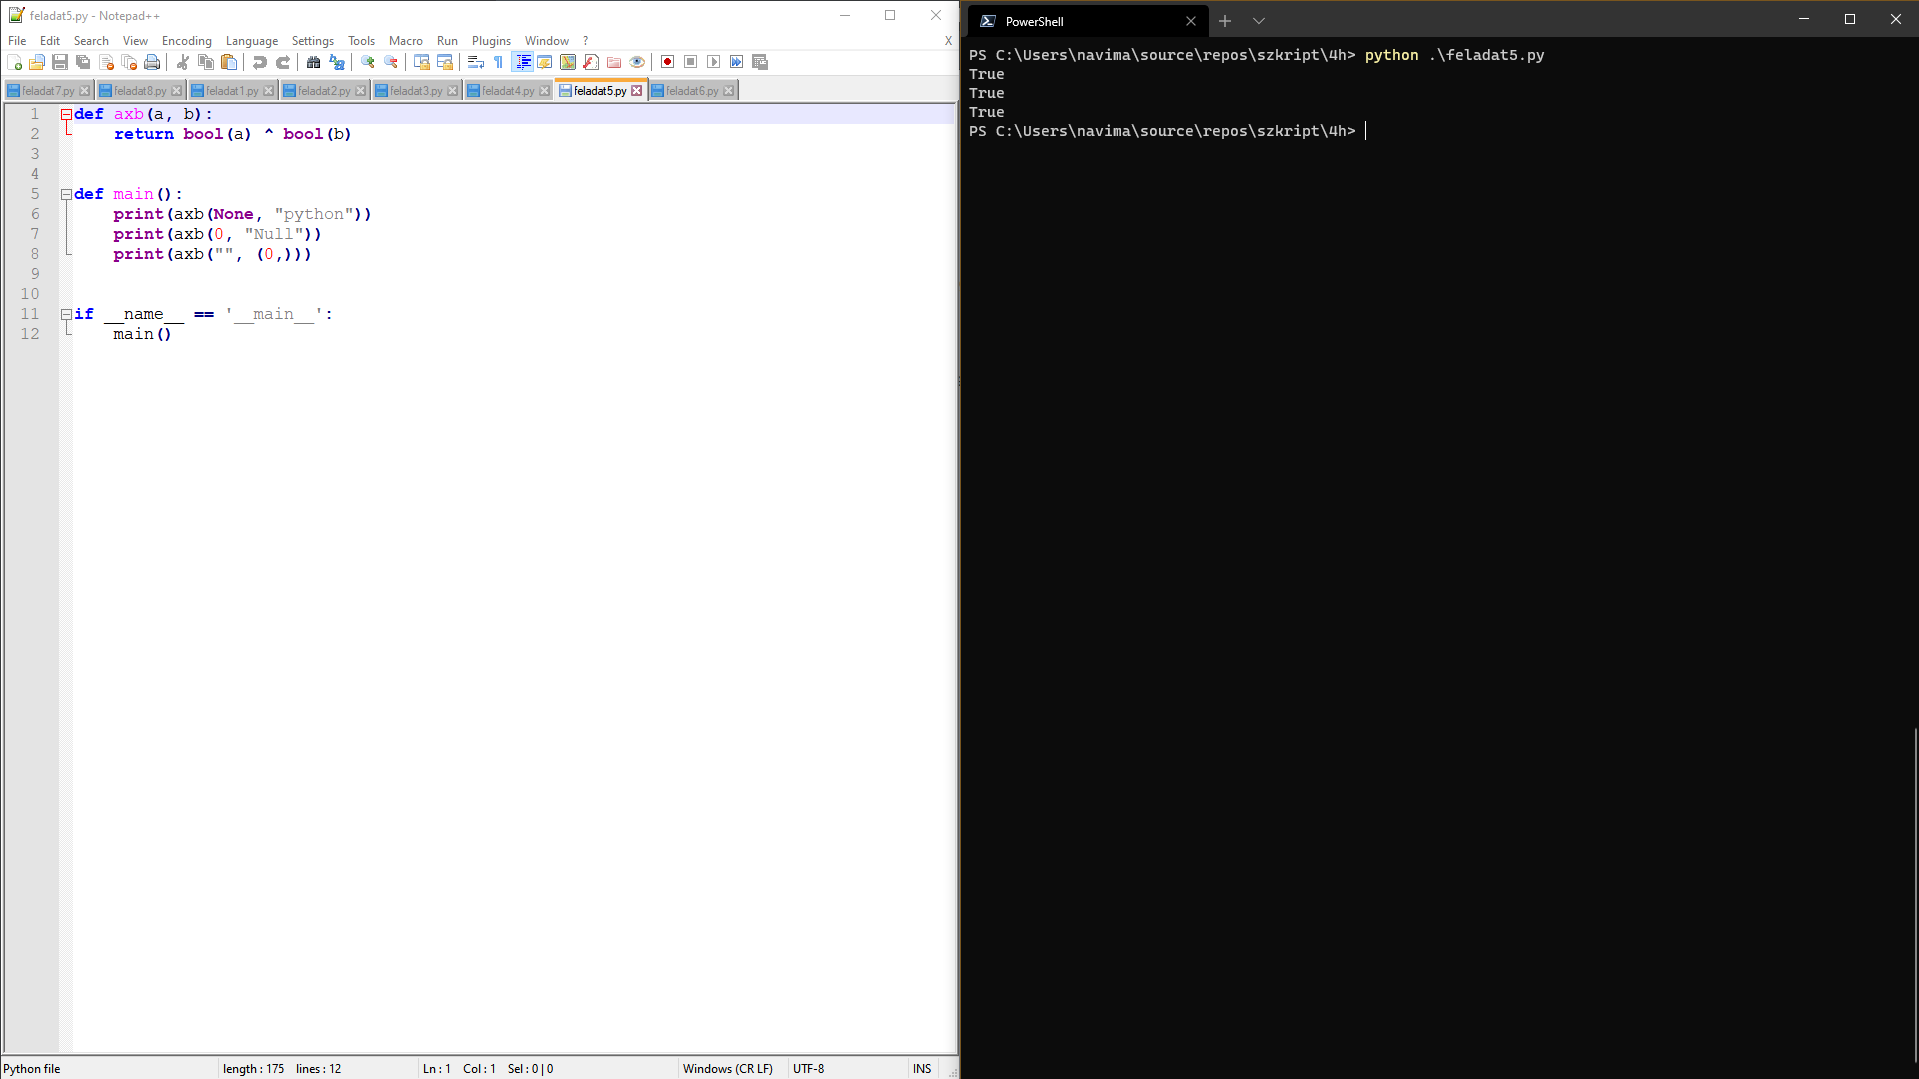 feladat5.py - Notepad++
File Edit Search View Encoding Language Settings Tools Macro Run Plugins Window ? X
feladat7.py feladat8.py feladat1.py feladat2.py feladat3.py feladat4.py feladat5.py feladat6.py
1 def axb(a, b):
2     return bool(a) ^ bool(b)
3
4
5 def main():
6     print(axb(None, "python"))
7     print(axb(0, "Null"))
8     print(axb("", (0,)))
9
10
11 if __name__ == '__main__':
12     main()
Python file length : 175 lines : 12 Ln : 1 Col : 1 Sel : 0 | 0 Windows (CR LF) UTF-8 INS
PowerShell
PS C:\Users\navima\source\repos\szkript\4h> python .\feladat5.py
True
True
True
PS C:\Users\navima\source\repos\szkript\4h>